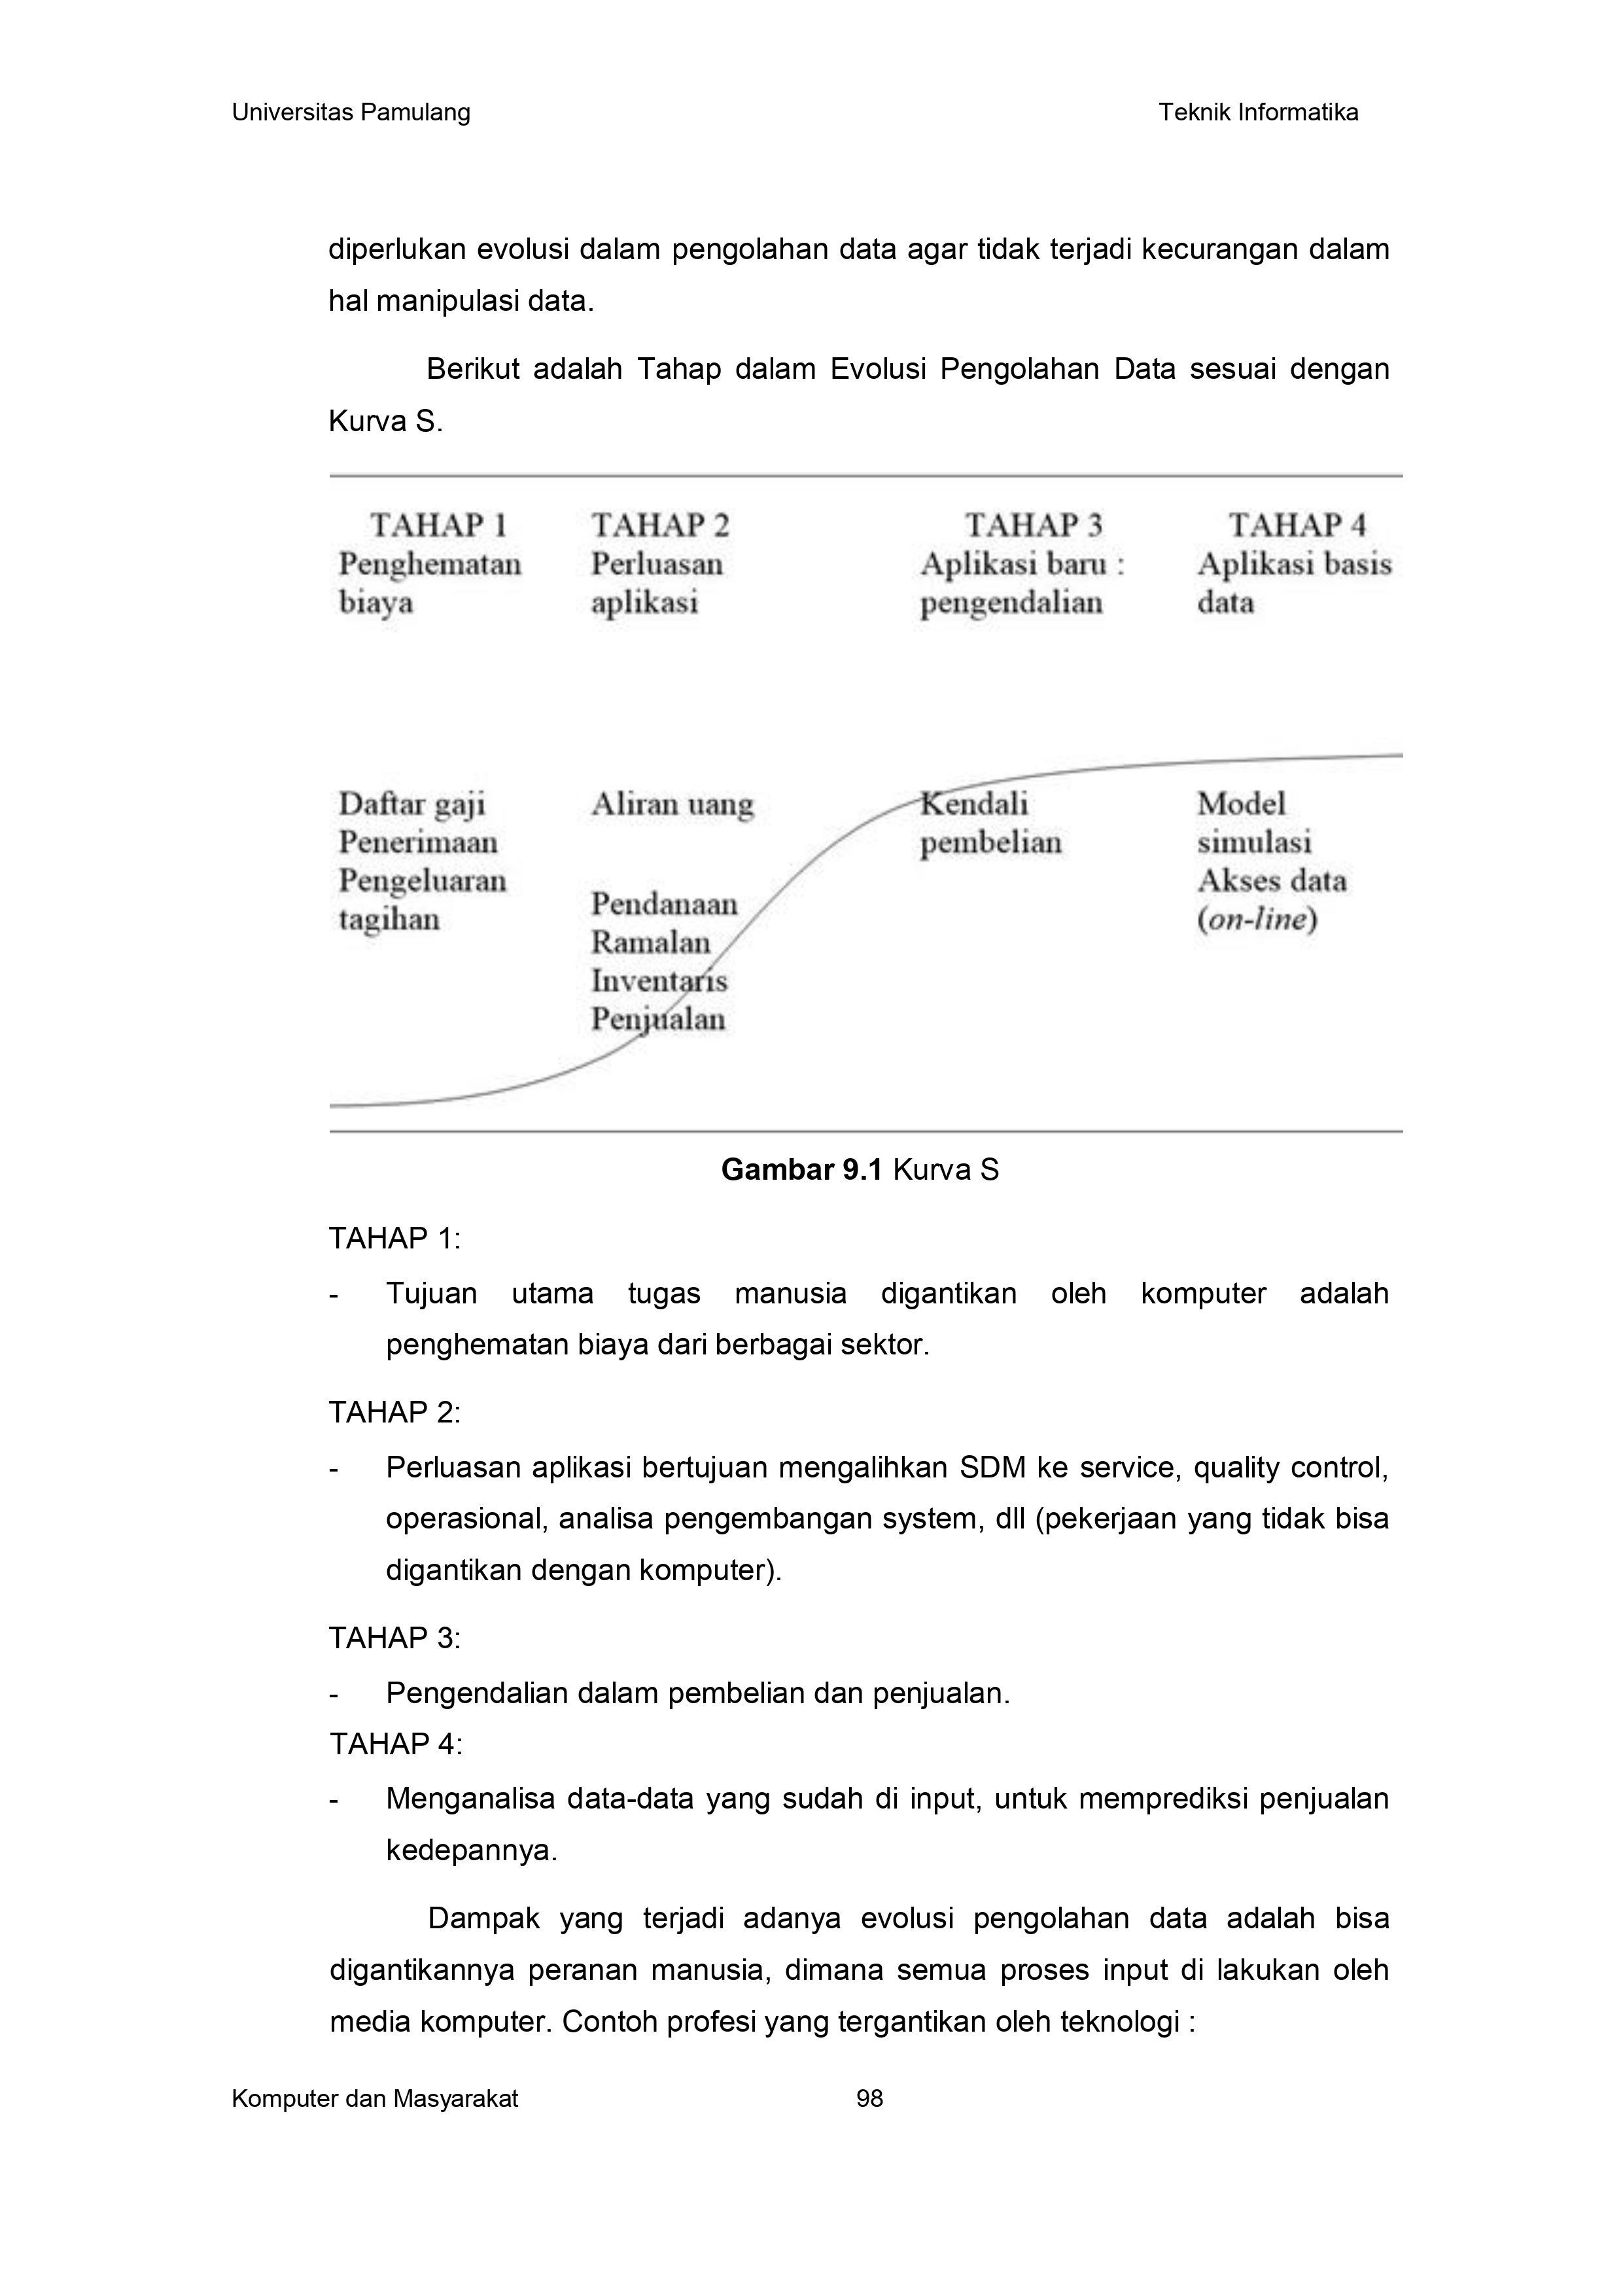 Universitas Pamulang Teknik Informatika
diperlukan evolusi dalam pengolahan data agar tidak terjadi kecurangan dalam
hal manipulasi data.
Berikut adalah Tahap dalam Evolusi Pengolahan Data sesuai dengan
Kurva S.
TAHAP 1 TAHAP 2 TAHAP 3 TAHAP 4
Penghematan Perluasan Aplikasi baru : Aplikasi basis
biaya aplikasi pengendalian data
Daftar gaji Aliran uang Kendali Model
Penerimaan pembelian simulasi
Pengeluaran Akses data
Pendanaan
tagihan (on-line)
Ramalan
Inventaris
Penjualan
Gambar 9.1 Kurva S
TAHAP 1:
- Tujuan utama tugas manusia digantikan oleh komputer adalah
penghematan biaya dari berbagai sektor.
TAHAP 2:
- Perluasan aplikasi bertujuan mengalihkan SDM ke service, quality control,
operasional, analisa pengembangan system, dll (pekerjaan yang tidak bisa
digantikan dengan komputer).
TAHAP 3:
- Pengendalian dalam pembelian dan penjualan.
TAHAP 4:
- Menganalisa data-data yang sudah di input, untuk memprediksi penjualan
kedepannya.
Dampak yang terjadi adanya evolusi pengolahan data adalah bisa
digantikannya peranan manusia, dimana semua proses input di lakukan oleh
media komputer. Contoh profesi yang tergantikan oleh teknologi :
Komputer dan Masyarakat 98